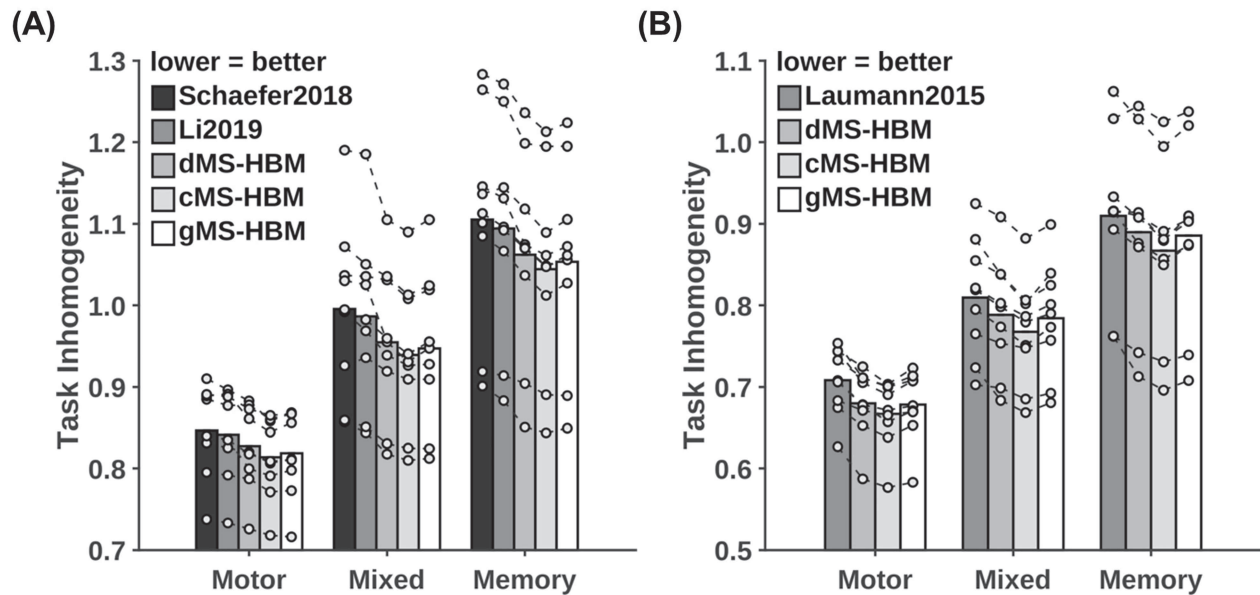 (A)
Task Inhomogeneity
1.3
1.2
1.1
1.0
0.9
0.8
0.7
lower = better
Schaefer2018
Li2019
dMS-HBM
cMS-HBM
gMS-HBM
Motor
Mixed
Memory
(B)
Task Inhomogeneity
1.1
1.0
0.9
0.8
0.7
0.6
0.5
lower = better
Laumann2015
dMS-HBM
cMS-HBM
gMS-HBM
Motor
Mixed
Memory